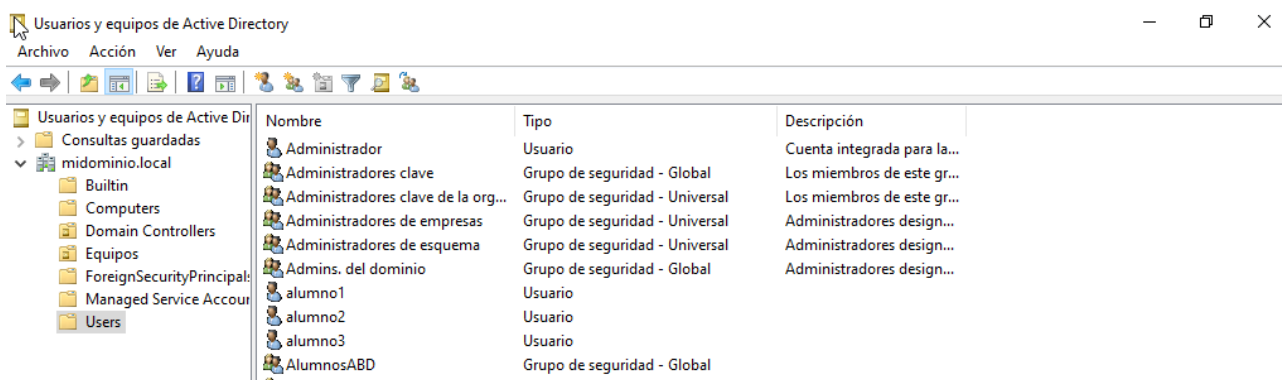 Usuarios y equipos de Active Directory
Archivo Acción Ver Ayuda
Usuarios y equipos de Active Dir
Consultas guardadas
midominio.local
Builtin
Computers
Domain Controllers
Equipos
ForeignSecurityPrincipals
Managed Service Accour
Users
Nombre Tipo Descripción
Administrador Usuario Cuenta integrada para la...
Administradores clave Grupo de seguridad - Global Los miembros de este gr...
Administradores clave de la org... Grupo de seguridad - Universal Los miembros de este gr...
Administradores de empresas Grupo de seguridad - Universal Administradores design...
Administradores de esquema Grupo de seguridad - Universal Administradores design...
Admins. del dominio Grupo de seguridad - Global Administradores design...
alumno1 Usuario
alumno2 Usuario
alumno3 Usuario
AlumnosABD Grupo de seguridad - Global